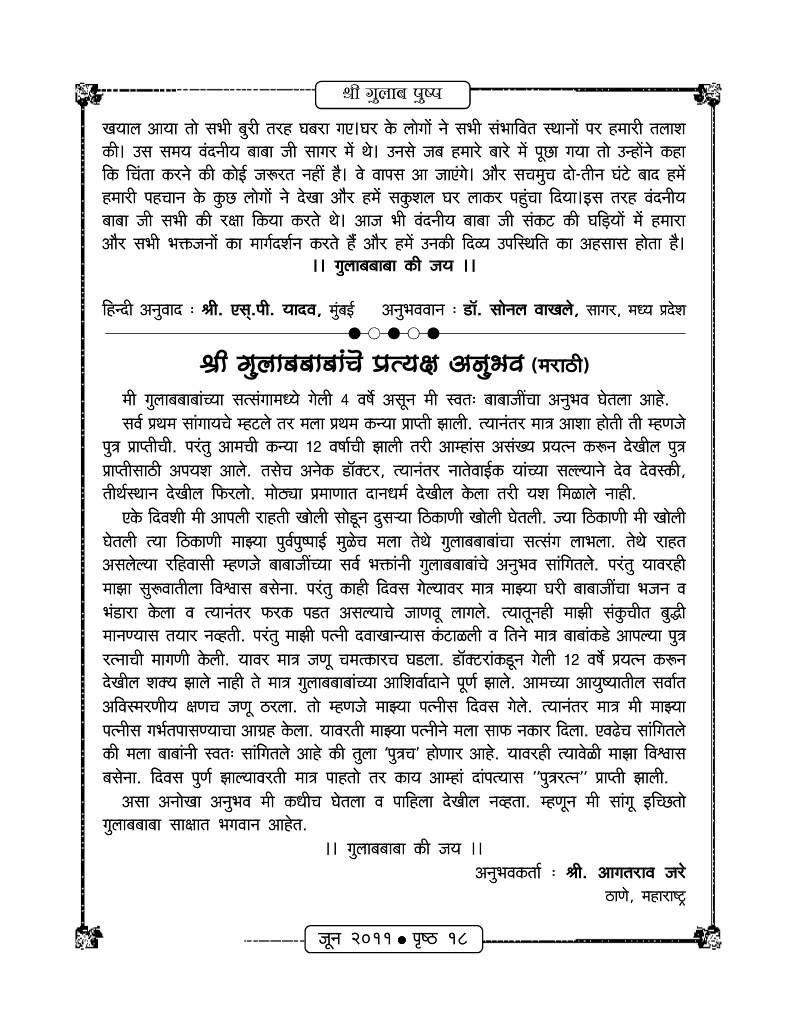 श्री गुलाब पुष्प
खयाल आया तो सभी बुरी तरह घबरा गए।घर के लोगों ने सभी संभावित स्थानों पर हमारी तलाश
की। उस समय वंदनीय बाबा जी सागर में थे। उनसे जब हमारे बारे में पूछा गया तो उन्होंने कहा
कि चिंता करने की कोई जरूरत नहीं है। वे वापस आ जाएंगे। और सचमुच दो-तीन घंटे बाद हमें
हमारी पहचान के कुछ लोगों ने देखा और हमें सकुशल घर लाकर पहुंचा दिया।इस तरह वंदनीय
बाबा जी सभी की रक्षा किया करते थे। आज भी वंदनीय बाबा जी संकट की घड़ियों में हमारा
और सभी भक्तजनों का मार्गदर्शन करते हैं और हमें उनकी दिव्य उपस्थिति का अहसास होता है।
।। गुलाबबाबा की जय ।।
हिन्दी अनुवाद : श्री. एस्.पी. यादव, मुंबई अनुभववान : डॉ. सोनल वाखले, सागर, मध्य प्रदेश
श्री गुलाबबाबांचे प्रत्यक्ष अनुभव (मराठी)
मी गुलाबबाबांच्या सत्संगामध्ये गेली 4 वर्षे असून मी स्वतः बाबाजींचा अनुभव घेतला आहे.
सर्व प्रथम सांगायचे म्हटले तर मला प्रथम कन्या प्राप्ती झाली. त्यानंतर मात्र आशा होती ती म्हणजे
पुत्र प्राप्तीची. परंतु आमची कन्या 12 वर्षाची झाली तरी आम्हांस असंख्य प्रयत्न करून देखील पुत्र
प्राप्तीसाठी अपयश आले. तसेच अनेक डॉक्टर, त्यानंतर नातेवाईक यांच्या सल्ल्याने देव देवस्की,
तीर्थस्थान देखील फिरलो. मोठ्या प्रमाणात दानधर्म देखील केला तरी यश मिळाले नाही.
एके दिवशी मी आपली राहती खोली सोडून दुसऱ्या ठिकाणी खोली घेतली. ज्या ठिकाणी मी खोली
घेतली त्या ठिकाणी माझ्या पुर्वपुष्पाई मुळेच मला तेथे गुलाबबाबांचा सत्संग लाभला. तेथे राहत
असलेल्या रहिवासी म्हणजे बाबाजींच्या सर्व भक्तांनी गुलाबबाबांचे अनुभव सांगितले. परंतु यावरही
माझा सुरूवातीला विश्वास बसेना. परंतु काही दिवस गेल्यावर मात्र माझ्या घरी बाबाजींचा भजन व
भंडारा केला व त्यानंतर फरक पडत असल्याचे जाणवू लागले. त्यातूनही माझी संकुचीत बुद्धी
मानण्यास तयार नव्हती. परंतु माझी पत्नी दवाखान्यास कंटाळली व तिने मात्र बाबांकडे आपल्या पुत्र
रत्नाची मागणी केली. यावर मात्र जणू चमत्कारच घडला. डॉक्टरांकडून गेली 12 वर्षे प्रयत्न करून
देखील शक्य झाले नाही ते मात्र गुलाबबाबांच्या आशिर्वादाने पूर्ण झाले. आमच्या आयुष्यातील सर्वात
अविस्मरणीय क्षणच जणू ठरला. तो म्हणजे माझ्या पत्नीस दिवस गेले. त्यानंतर मात्र मी माझ्या
पत्नीस गर्भतपासण्याचा आग्रह केला. यावरती माझ्या पत्नीने मला साफ नकार दिला. एवढेच सांगितले
की मला बाबांनी स्वतः सांगितले आहे की तुला 'पुत्रच' होणार आहे. यावरही त्यावेळी माझा विश्वास
बसेना. दिवस पुर्ण झाल्यावरती मात्र पाहतो तर काय आम्हां दांपत्यास ''पुत्ररत्न'' प्राप्ती झाली.
असा अनोखा अनुभव मी कधीच घेतला व पाहिला देखील नव्हता. म्हणून मी सांगू इच्छितो
गुलाबबाबा साक्षात भगवान आहेत.
।। गुलाबबाबा की जय ।।
अनुभवकर्ता : श्री. आगतराव जरे
ठाणे, महाराष्ट्र
जून २०११ ● पृष्ठ १८